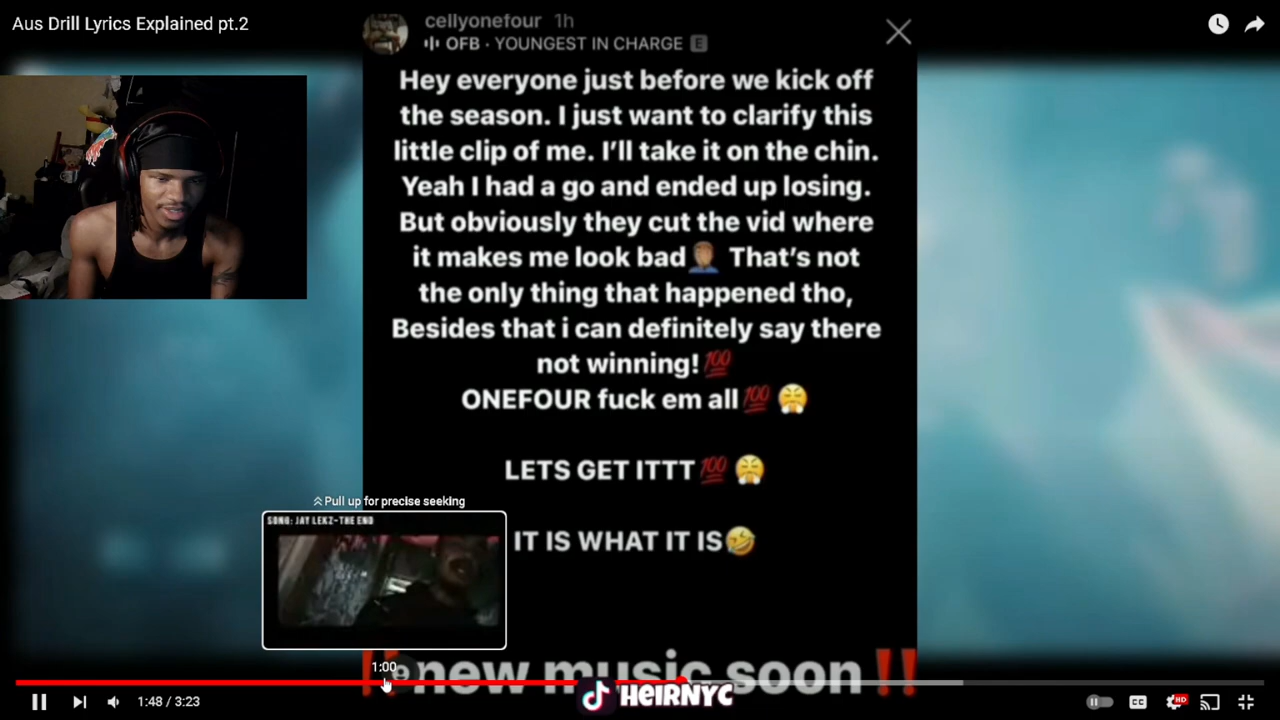 Aus Drill Lyrics Explained pt.2
cellyonefour 1h
OFB · YOUNGEST IN CHARGE E
Hey everyone just before we kick off
the season. I just want to clarify this
little clip of me. I'll take it on the chin.
Yeah I had a go and ended up losing.
But obviously they cut the vid where
it makes me look bad🤦🏽‍♂️ That's not
the only thing that happened tho,
Besides that i can definitely say there
not winning!💯
ONEFOUR fuck em all💯😤
LETS GET ITTT💯😤
IT IS WHAT IT IS🤣
Pull up for precise seeking
SONG: JAY LEKZ-THE END
1:00
new music soon‼️
HEIRNYC
1:48 / 3:23
CC
HD